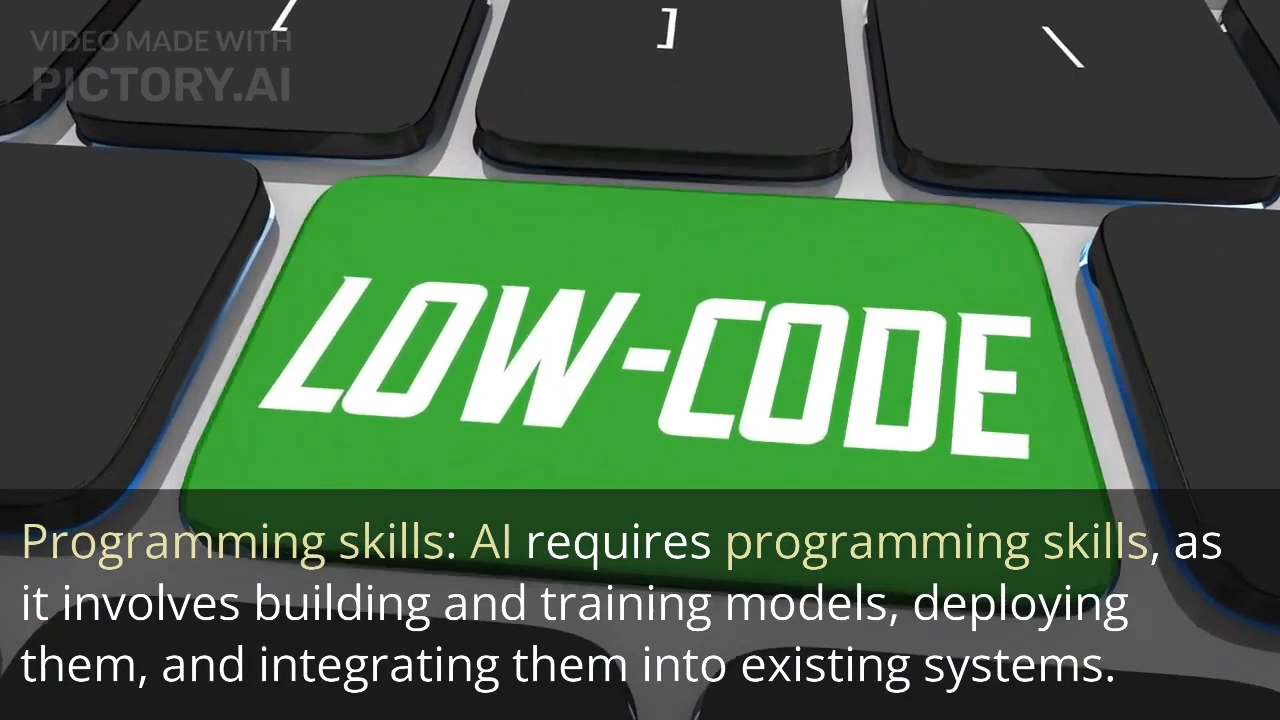 VIDEO MADE WITH
PICTORY.AI
[
]
\
LOW-CODE
Programming skills: AI requires programming skills, as
it involves building and training models, deploying
them, and integrating them into existing systems.